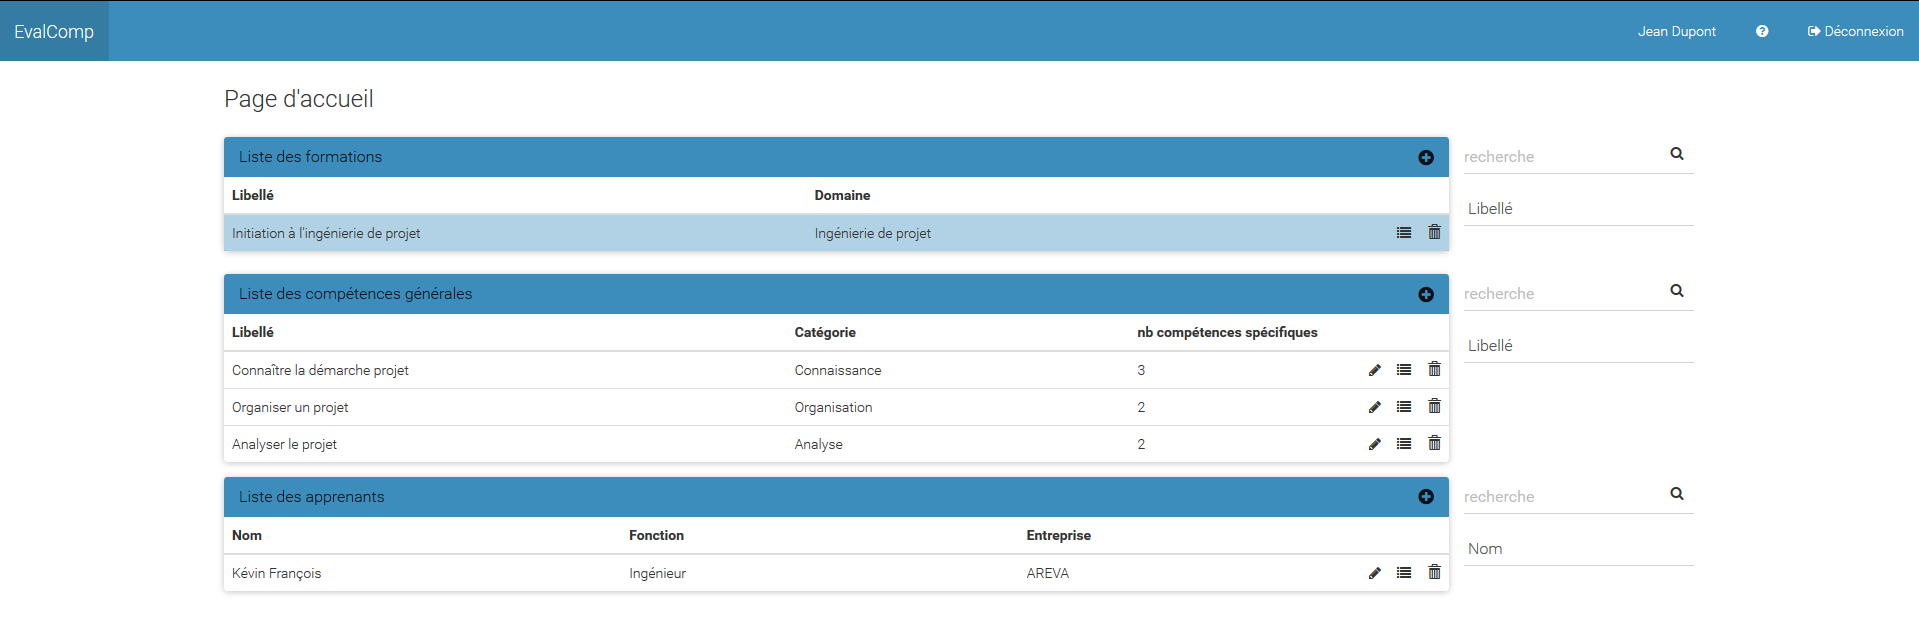 EvalComp Jean Dupont Déconnexion
Page d'accueil
Liste des formations
recherche
Libellé Domaine
Libellé
Initiation à l'ingénierie de projet Ingénierie de projet
Liste des compétences générales
recherche
Libellé Catégorie nb compétences spécifiques
Libellé
Connaître la démarche projet Connaissance 3
Organiser un projet Organisation 2
Analyser le projet Analyse 2
Liste des apprenants
recherche
Nom Fonction Entreprise
Nom
Kévin François Ingénieur AREVA